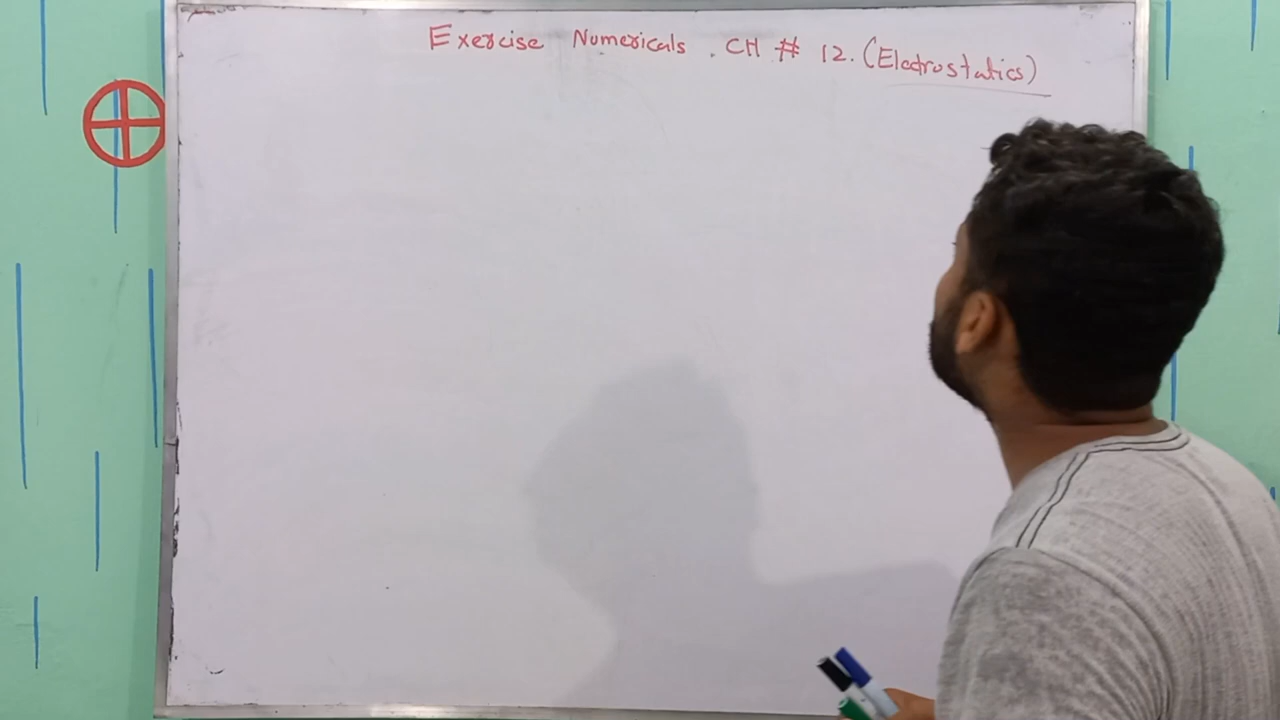 Exercise Numericals . CH # 12. (Electrostatics)